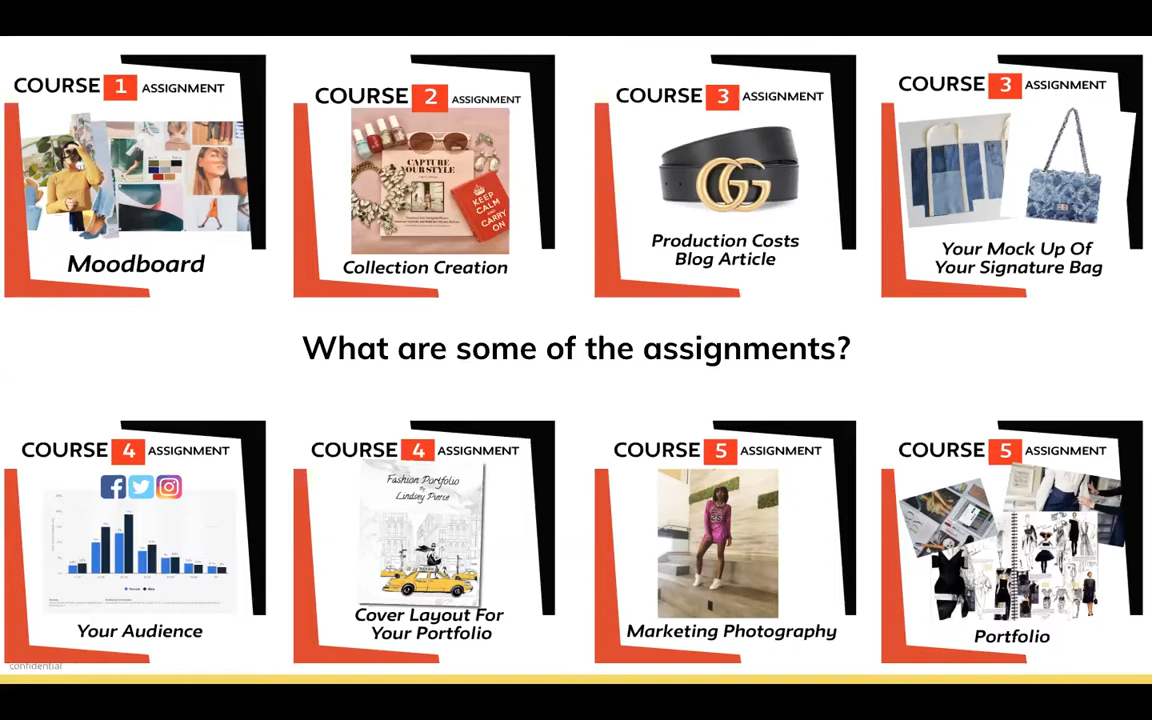 COURSE 1 ASSIGNMENT
Moodboard
COURSE 2 ASSIGNMENT
CAPTURE
YOUR STYLE
KEEP
CALM
AND
CARRY
ON
Collection Creation
COURSE 3 ASSIGNMENT
Production Costs
Blog Article
COURSE 3 ASSIGNMENT
Your Mock Up Of
Your Signature Bag
What are some of the assignments?
COURSE 4 ASSIGNMENT
Your Audience
COURSE 4 ASSIGNMENT
Fashion Portfolio
By
Lindsey Pierce
Cover Layout For
Your Portfolio
COURSE 5 ASSIGNMENT
Marketing Photography
COURSE 5 ASSIGNMENT
Portfolio
confidential